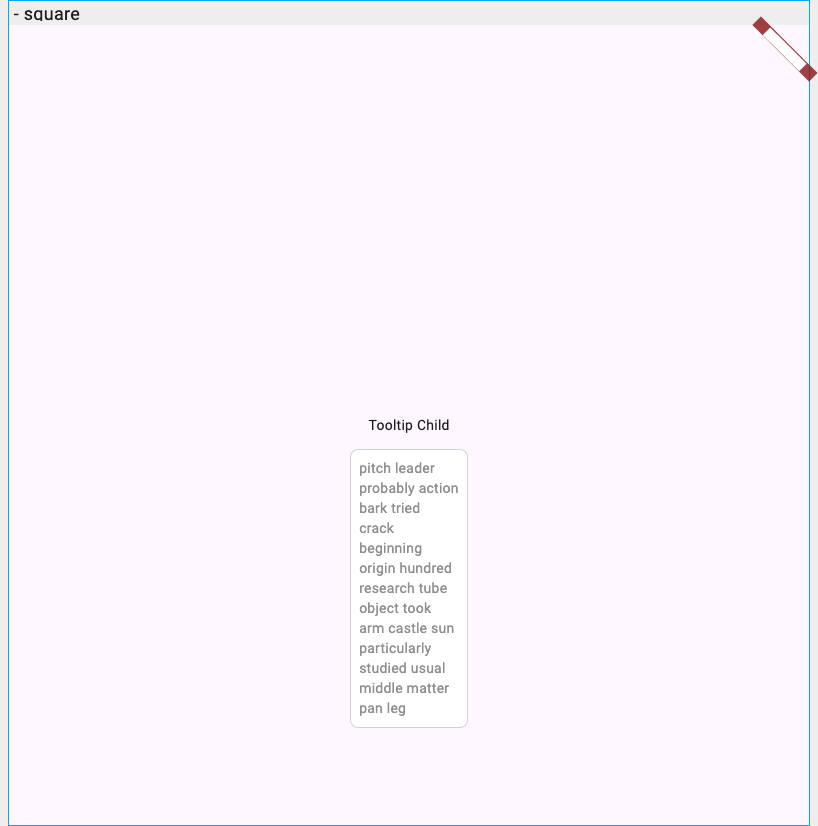 - square
Tooltip Child
pitch leader
probably action
bark tried
crack
beginning
origin hundred
research tube
object took
arm castle sun
particularly
studied usual
middle matter
pan leg